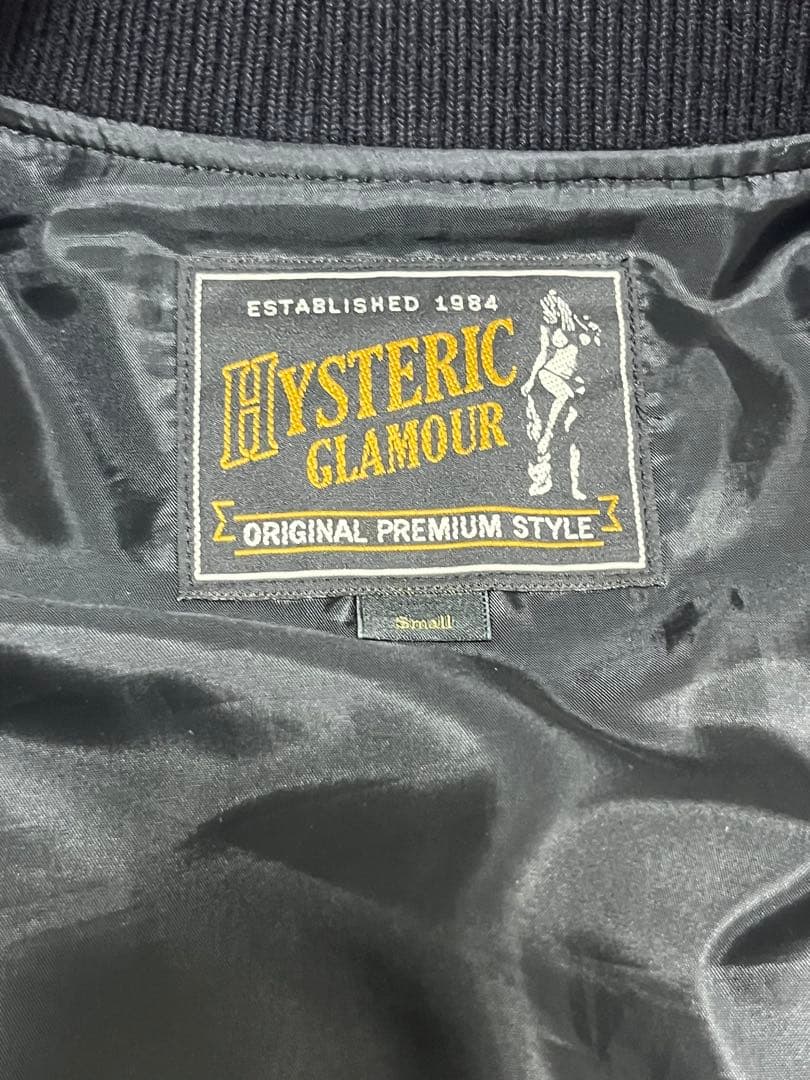 ESTABLISHED 1984
HYSTERIC
GLAMOUR
ORIGINAL PREMIUM STYLE
Small